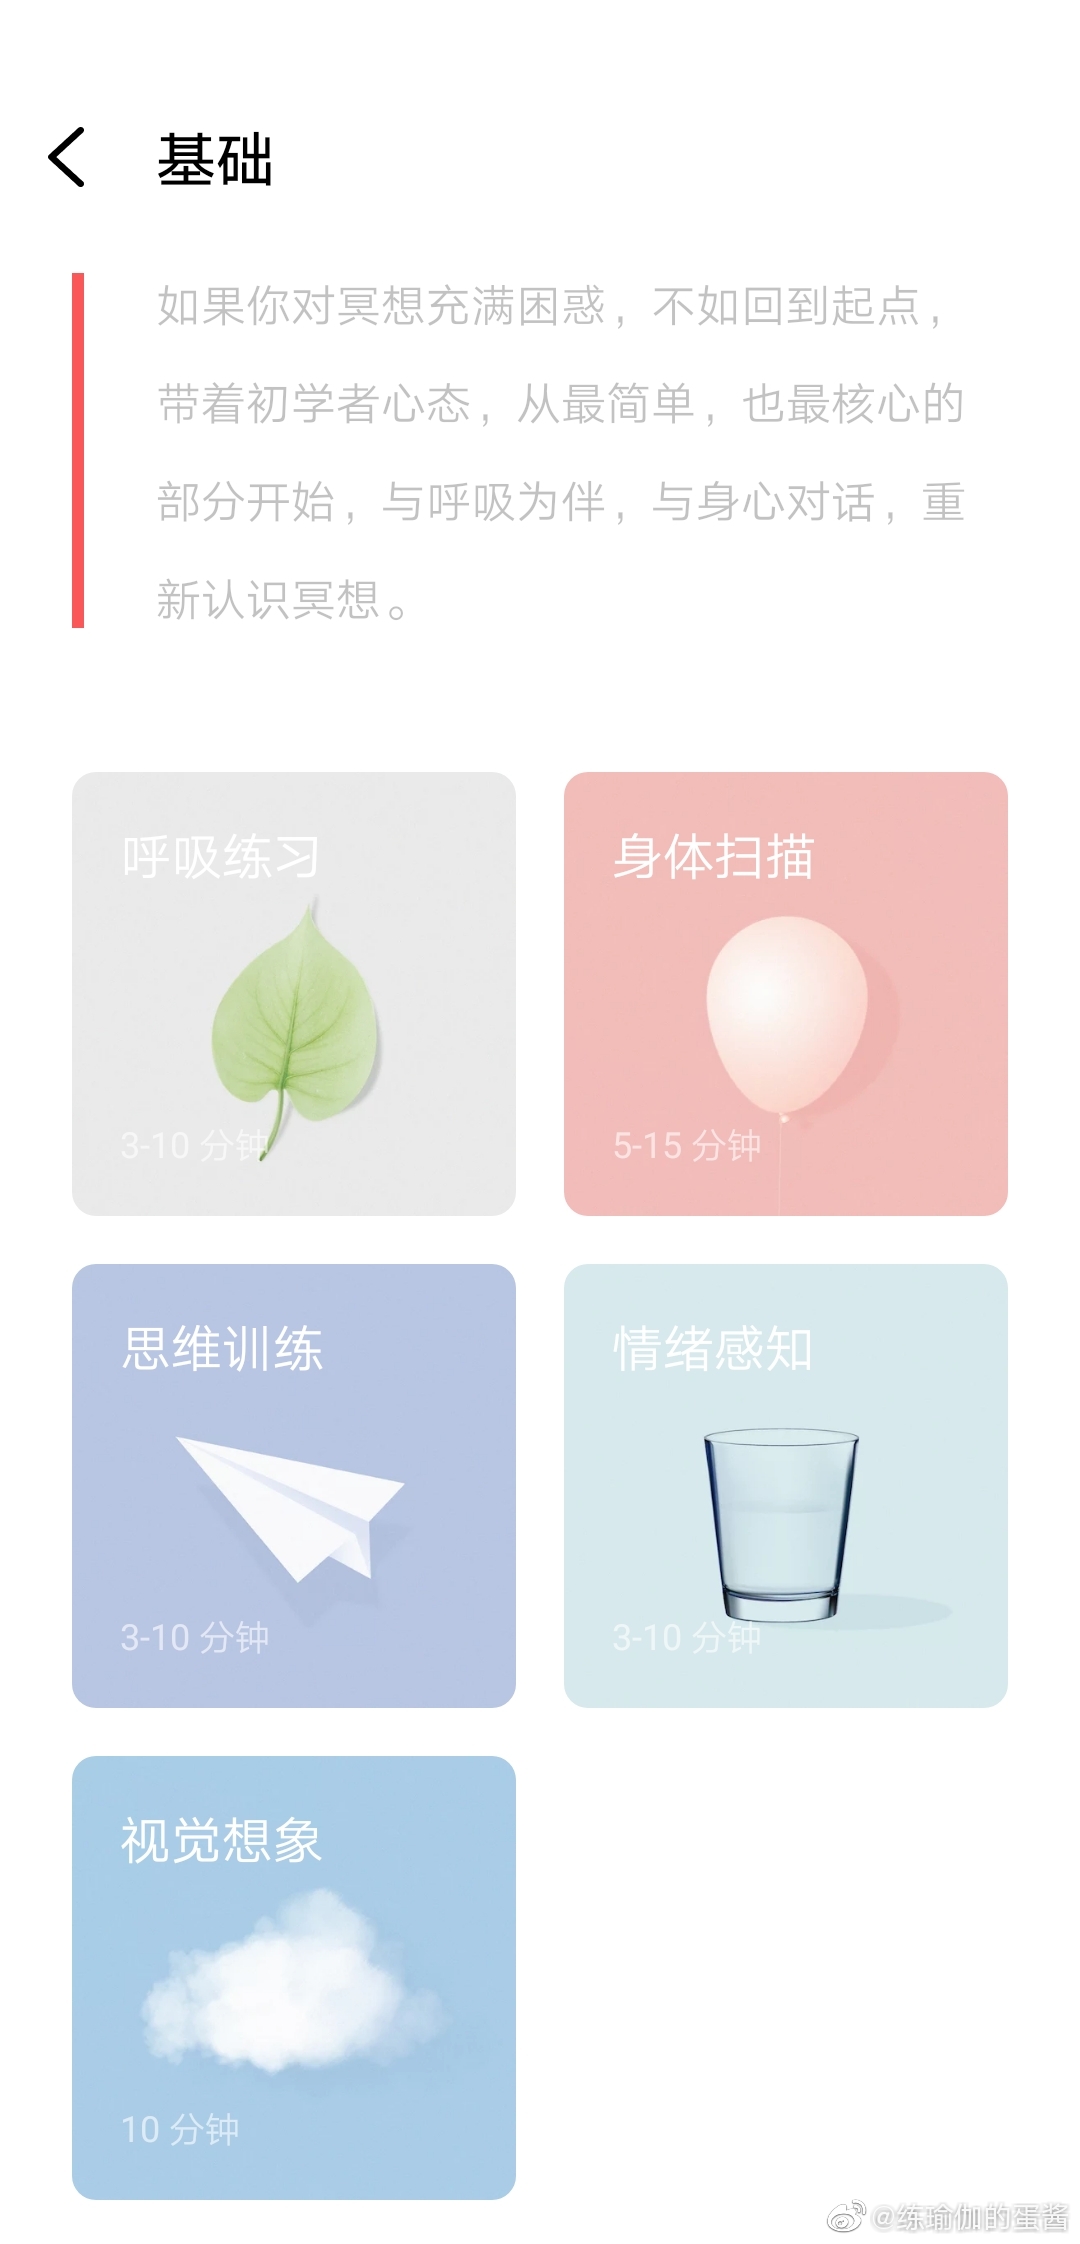 基础
如果你对冥想充满困惑，不如回到起点，
带着初学者心态，从最简单，也最核心的
部分开始，与呼吸为伴，与身心对话，重
新认识冥想。
呼吸练习
3-10 分钟
身体扫描
5-15 分钟
思维训练
3-10 分钟
情绪感知
3-10 分钟
视觉想象
10 分钟
@练瑜伽的蛋酱